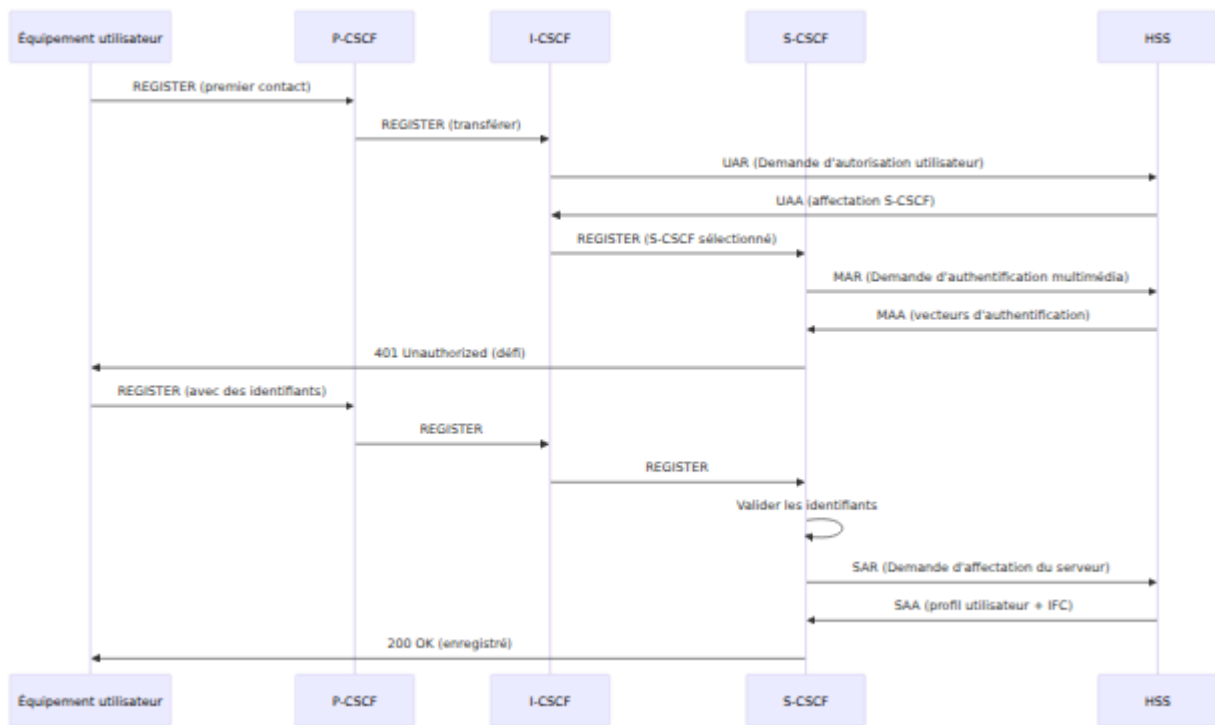 Équipement utilisateur
P-CSCF
I-CSCF
S-CSCF
HSS
REGISTER (premier contact)
REGISTER (transférer)
UAR (Demande d'autorisation utilisateur)
UAA (affectation S-CSCF)
REGISTER (S-CSCF sélectionné)
MAR (Demande d'authentification multimédia)
MAA (vecteurs d'authentification)
401 Unauthorized (défi)
REGISTER (avec des identifiants)
REGISTER
REGISTER
Valider les identifiants
SAR (Demande d'affectation du serveur)
SAA (profil utilisateur + IFC)
200 OK (enregistré)
Équipement utilisateur
P-CSCF
I-CSCF
S-CSCF
HSS